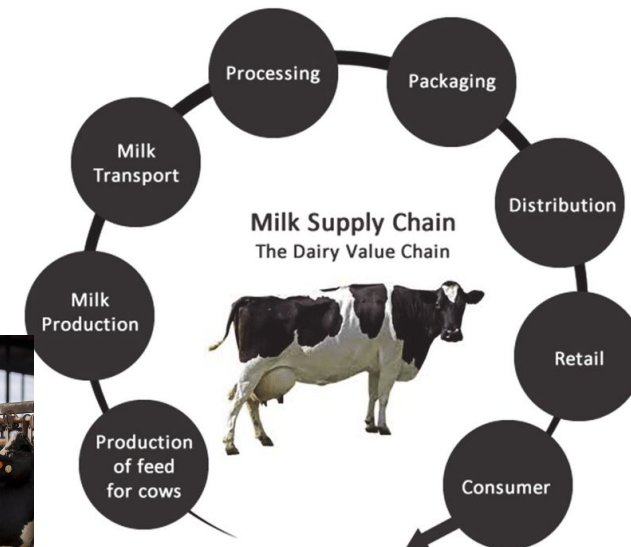 Milk Supply Chain
The Dairy Value Chain
Production
of feed
for cows
Milk
Production
Milk
Transport
Processing
Packaging
Distribution
Retail
Consumer